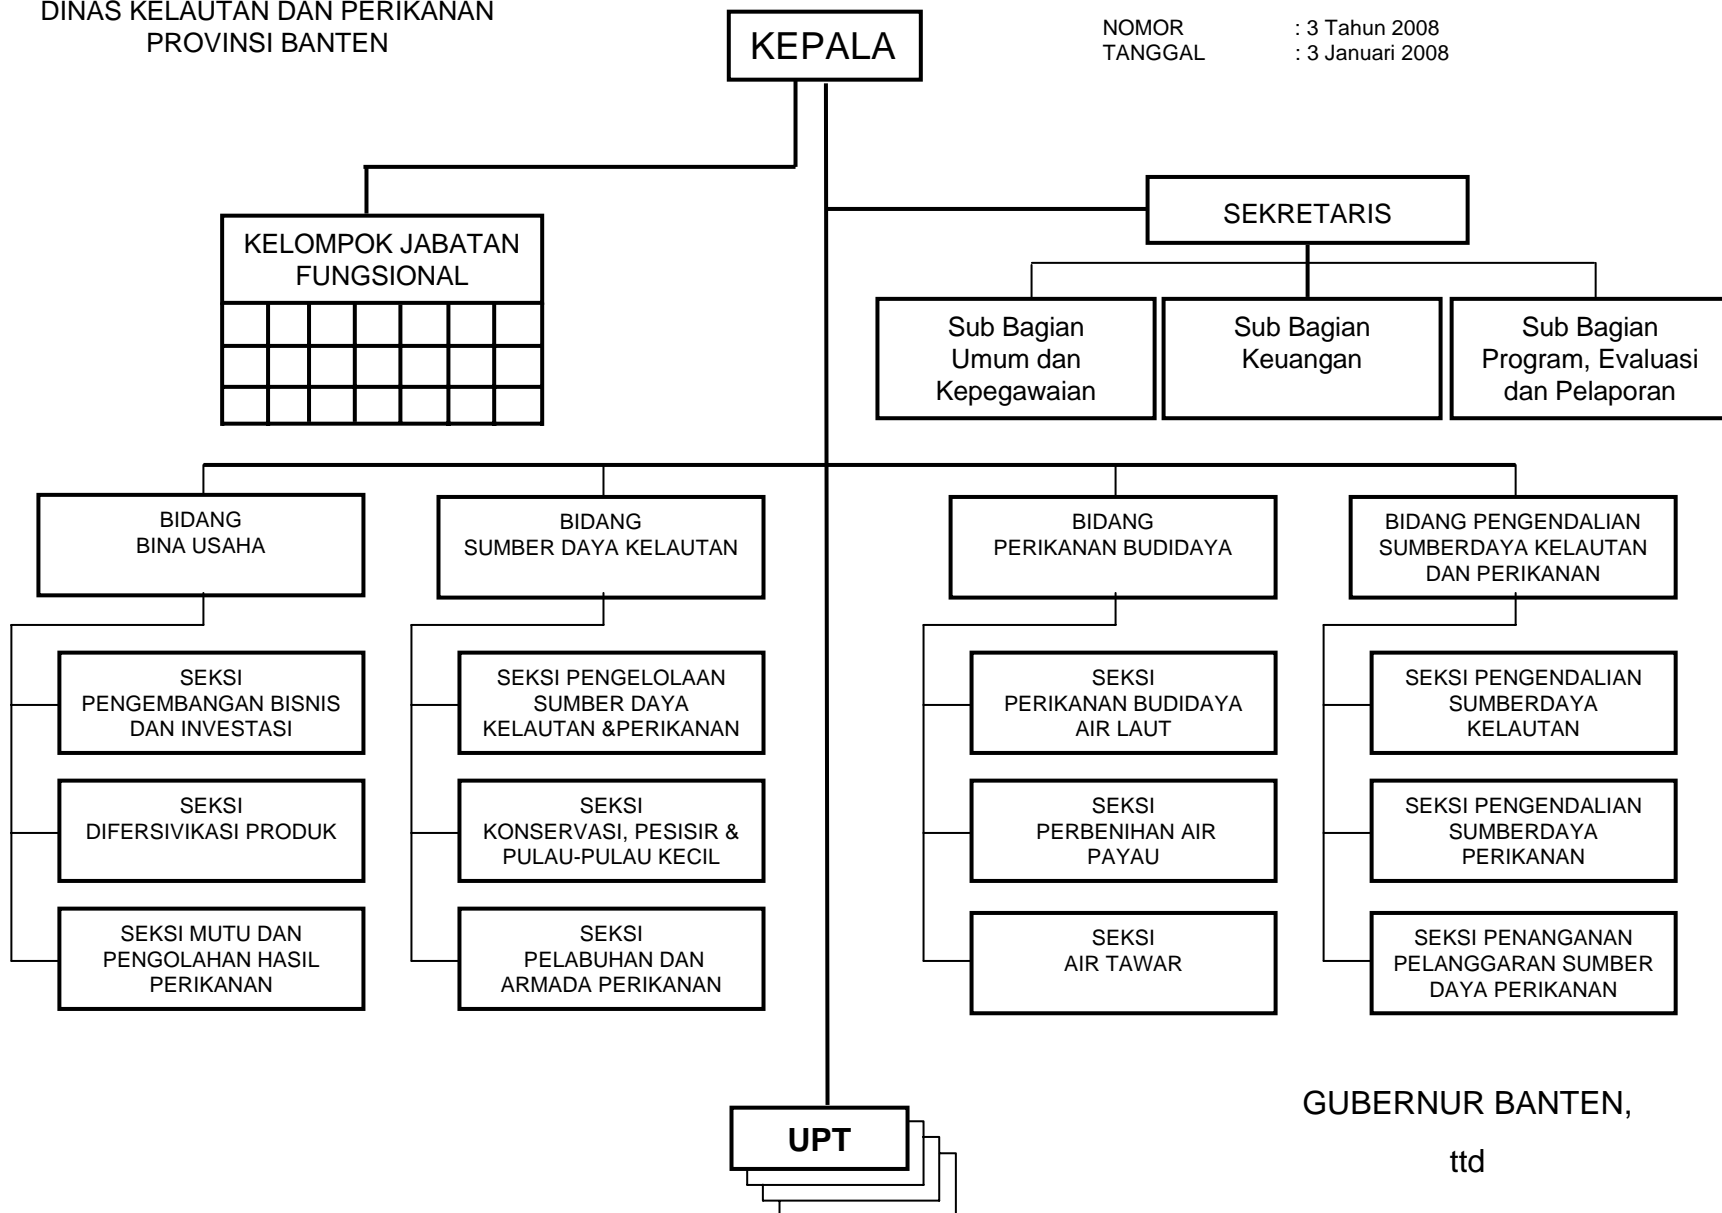 DINAS KELAUTAN DAN PERIKANAN
PROVINSI BANTEN
KEPALA
NOMOR : 3 Tahun 2008
TANGGAL : 3 Januari 2008
KELOMPOK JABATAN
FUNGSIONAL
SEKRETARIS
Sub Bagian
Umum dan
Kepegawaian
Sub Bagian
Keuangan
Sub Bagian
Program, Evaluasi
dan Pelaporan
BIDANG
BINA USAHA
BIDANG
SUMBER DAYA KELAUTAN
BIDANG
PERIKANAN BUDIDAYA
BIDANG PENGENDALIAN
SUMBERDAYA KELAUTAN
DAN PERIKANAN
SEKSI
PENGEMBANGAN BISNIS
DAN INVESTASI
SEKSI PENGELOLAAN
SUMBER DAYA
KELAUTAN &PERIKANAN
SEKSI
PERIKANAN BUDIDAYA
AIR LAUT
SEKSI PENGENDALIAN
SUMBERDAYA
KELAUTAN
SEKSI
DIFERSIVIKASI PRODUK
SEKSI
KONSERVASI, PESISIR &
PULAU-PULAU KECIL
SEKSI
PERBENIHAN AIR
PAYAU
SEKSI PENGENDALIAN
SUMBERDAYA
PERIKANAN
SEKSI MUTU DAN
PENGOLAHAN HASIL
PERIKANAN
SEKSI
PELABUHAN DAN
ARMADA PERIKANAN
SEKSI
AIR TAWAR
SEKSI PENANGANAN
PELANGGARAN SUMBER
DAYA PERIKANAN
UPT
GUBERNUR BANTEN,
ttd